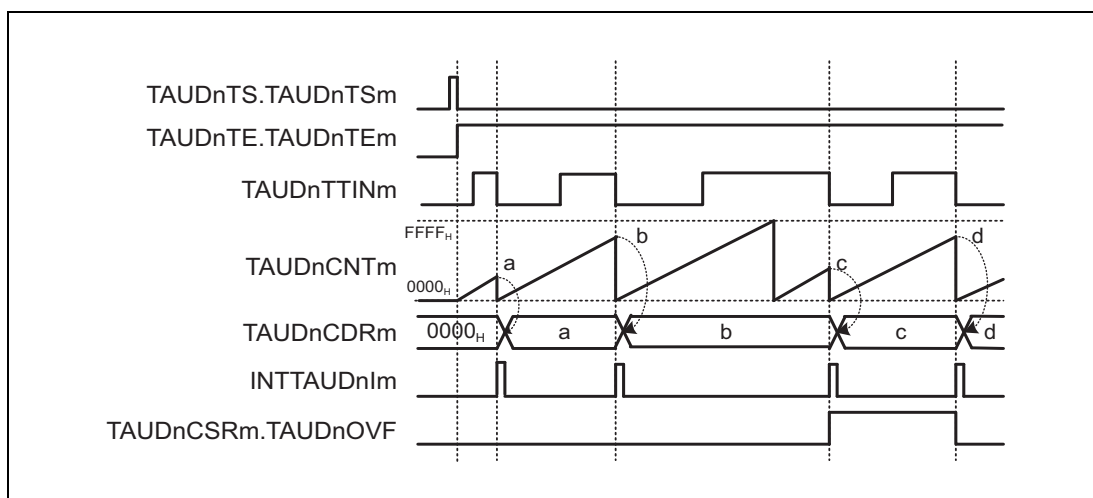 TAUDnTS.TAUDnTSm
TAUDnTE.TAUDnTEm
TAUDnTTINm
FFFFH
a b c d
TAUDnCNTm
0000H
TAUDnCDRm 0000H a b c d
INTTAUDnIm
TAUDnCSRm.TAUDnOVF